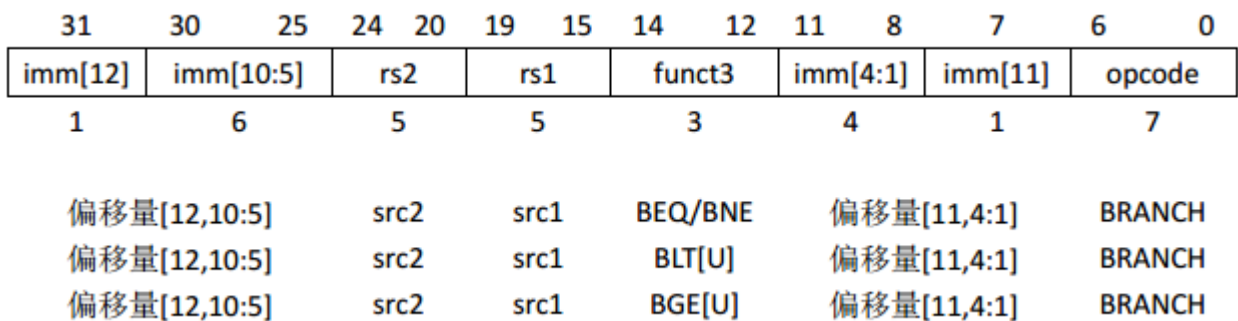 31 30 25 24 20 19 15 14 12 11 8 7 6 0
imm[12] imm[10:5] rs2 rs1 funct3 imm[4:1] imm[11] opcode
1 6 5 5 3 4 1 7
偏移量[12,10:5] src2 src1 BEQ/BNE 偏移量[11,4:1] BRANCH
偏移量[12,10:5] src2 src1 BLT[U] 偏移量[11,4:1] BRANCH
偏移量[12,10:5] src2 src1 BGE[U] 偏移量[11,4:1] BRANCH